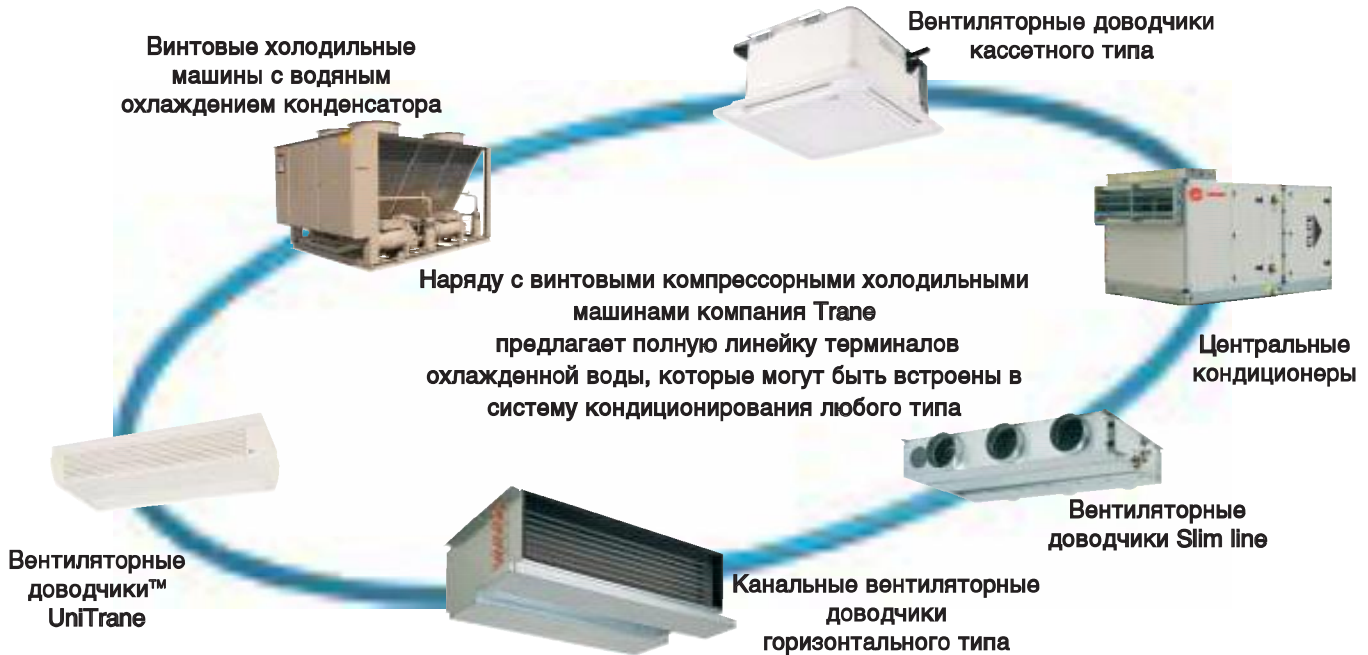 Винтовые холодильные
машины с водяным
охлаждением конденсатора
Вентиляторные доводчики
кассетного типа
Наряду с винтовыми компрессорными холодильными
машинами компания Trane
предлагает полную линейку терминалов
охлажденной воды, которые могут быть встроены в
систему кондиционирования любого типа
Центральные
кондиционеры
Вентиляторные
доводчики Slim line
Вентиляторные
доводчики™
UniTrane
Канальные вентиляторные
доводчики
горизонтального типа